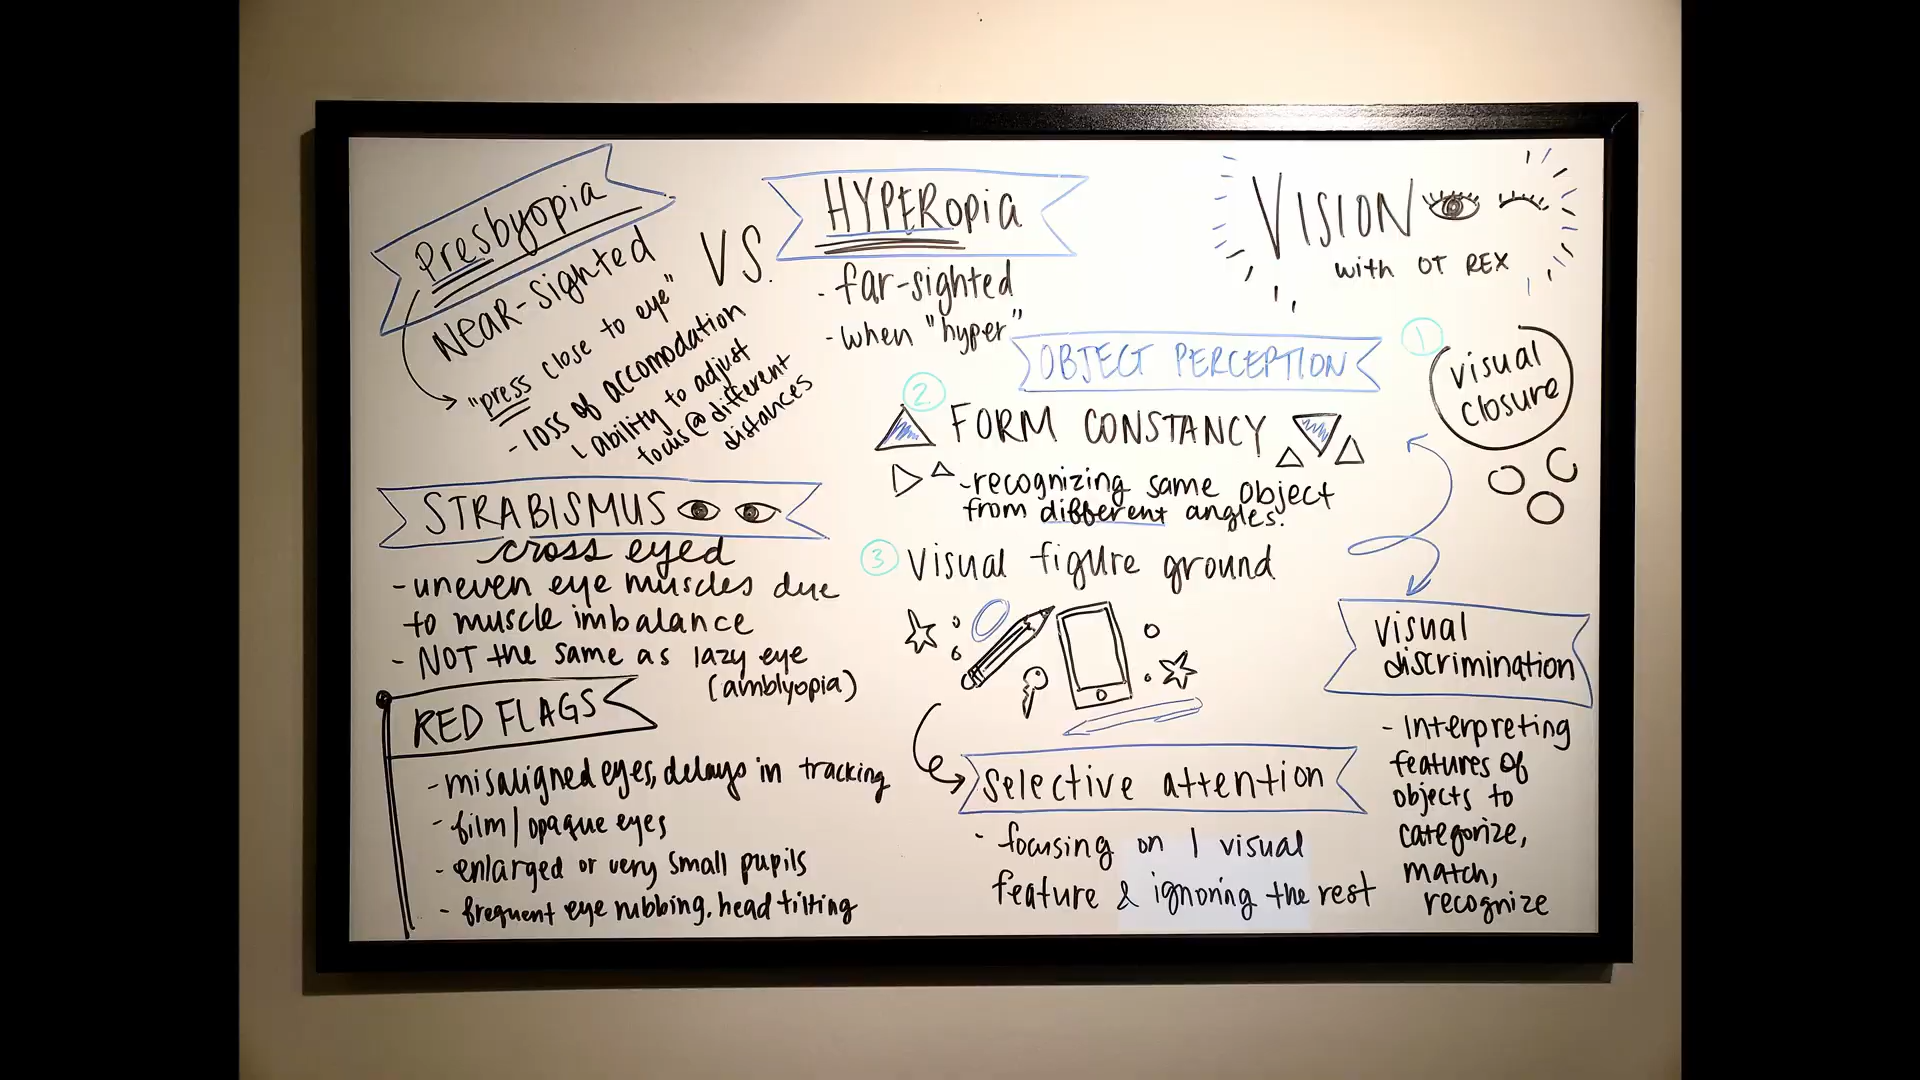 Presbyopia
Near-sighted
"press close to eye"
- loss of accomodation
ability to adjust
focus @ different
distances
VS.
HYPERopia
- far-sighted
- when "hyper"
VISION
with OT REX
STRABISMUS
cross eyed
- uneven eye muscles due
to muscle imbalance
- NOT the same as lazy eye
(amblyopia)
RED FLAGS
- misaligned eyes, delays in tracking
- film / opaque eyes
- enlarged or very small pupils
- frequent eye rubbing, head tilting
OBJECT PERCEPTION
1
visual
closure
2
FORM CONSTANCY
- recognizing same object
from different angles.
3 Visual figure ground
Selective attention
- focusing on 1 visual
feature & ignoring the rest
visual
discrimination
- Interpreting
features of
objects to
categorize,
match,
recognize